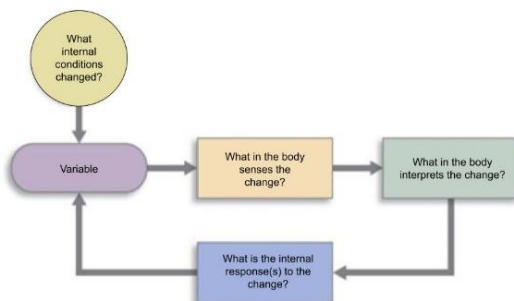 What
internal
conditions
changed?
Variable
What in the body
senses the
change?
What in the body
interprets the change?
What is the internal
response(s) to the
change?